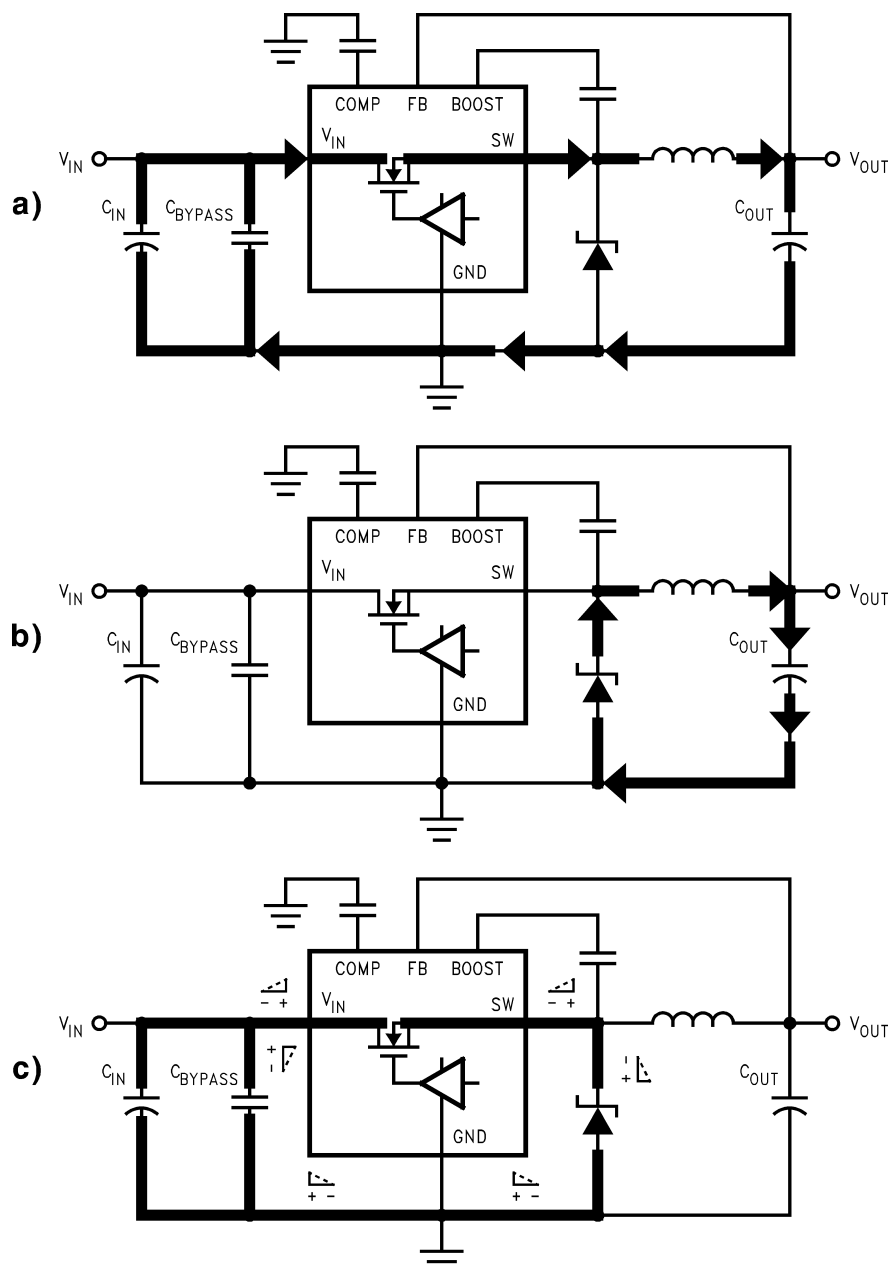 COMP FB BOOST
V_IN V_IN SW V_OUT
a) C_IN C_BYPASS C_OUT
GND
COMP FB BOOST
V_IN V_IN SW V_OUT
b) C_IN C_BYPASS C_OUT
GND
COMP FB BOOST
- + - +
V_IN V_IN SW V_OUT
+ -
- +
c) C_IN C_BYPASS C_OUT
GND
+ - + -